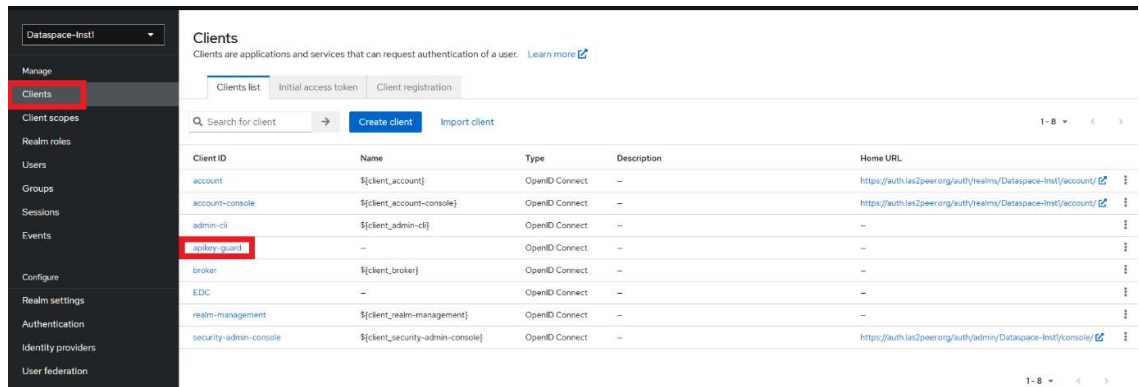 Dataspace-Inst1
Manage
Clients
Client scopes
Realm roles
Users
Groups
Sessions
Events
Configure
Realm settings
Authentication
Identity providers
User federation
Clients
Clients are applications and services that can request authentication of a user. Learn more
Clients list Initial access token Client registration
Search for client Create client Import client 1-8
Client ID Name Type Description Home URL
account ${client_account} OpenID Connect – https://auth.las2peer.org/auth/realms/Dataspace-Inst1/account/
account-console ${client_account-console} OpenID Connect – https://auth.las2peer.org/auth/realms/Dataspace-Inst1/account/
admin-cli ${client_admin-cli} OpenID Connect – –
apikey-guard – OpenID Connect – –
broker ${client_broker} OpenID Connect – –
EDC – OpenID Connect – –
realm-management ${client_realm-management} OpenID Connect – –
security-admin-console ${client_security-admin-console} OpenID Connect – https://auth.las2peer.org/auth/admin/Dataspace-Inst1/console/
1-8